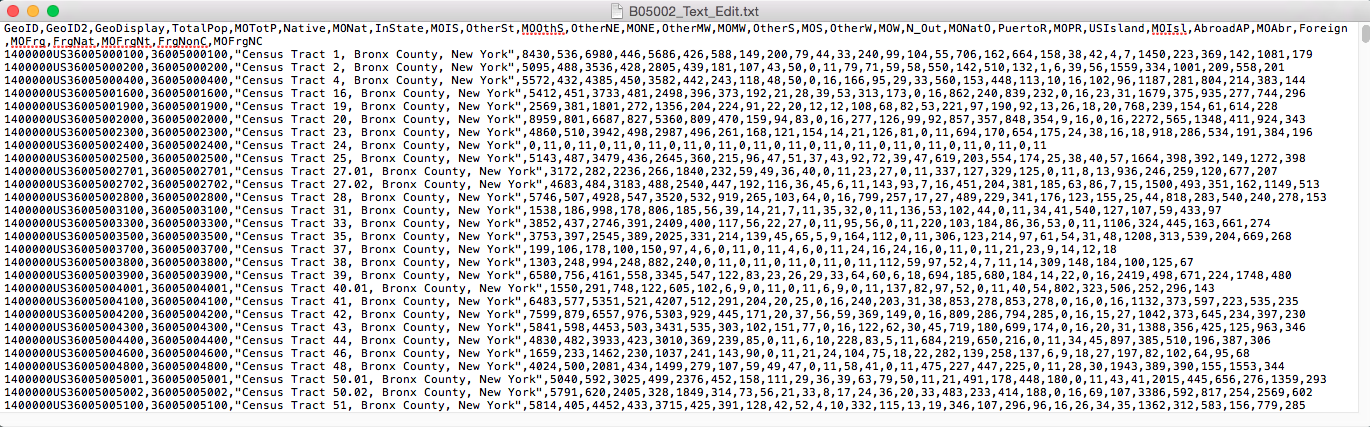 B05002_Text_Edit.txt
GeoID,GeoID2,GeoDisplay,TotalPop,MOTotP,Native,MONat,InState,MOIS,OtherSt,MOOthS,OtherNE,MONE,OtherMW,MOMW,OtherS,MOS,OtherW,MOW,N_Out,MONatO,PuertoR,MOPR,USIsland,MOIsl,AbroadAP,MOAbr,Foreign
,MOFrgn,FrgNat,MOFrgNt,FrgNonC,MOFrgNC
1400000US36005000100,36005000100,"Census Tract 1, Bronx County, New York",8430,536,6980,446,5686,426,588,149,200,79,44,33,240,99,104,55,706,162,664,158,38,42,4,7,1450,223,369,142,1081,179
1400000US36005000200,36005000200,"Census Tract 2, Bronx County, New York",5095,488,3536,428,2805,439,181,107,43,50,0,11,79,71,59,58,550,142,510,132,1,6,39,56,1559,334,1001,209,558,201
1400000US36005000400,36005000400,"Census Tract 4, Bronx County, New York",5572,432,4385,450,3582,442,243,118,48,50,0,16,166,95,29,33,560,153,448,113,10,16,102,96,1187,281,804,214,383,144
1400000US36005001600,36005001600,"Census Tract 16, Bronx County, New York",5412,451,3733,481,2498,396,373,192,21,28,39,53,313,173,0,16,862,240,839,232,0,16,23,31,1679,375,935,277,744,296
1400000US36005001900,36005001900,"Census Tract 19, Bronx County, New York",2569,381,1801,272,1356,204,224,91,22,20,12,12,108,68,82,53,221,97,190,92,13,26,18,20,768,239,154,61,614,228
1400000US36005002000,36005002000,"Census Tract 20, Bronx County, New York",8959,801,6687,827,5360,809,470,159,94,83,0,16,277,126,99,92,857,357,848,354,9,16,0,16,2272,565,1348,411,924,343
1400000US36005002300,36005002300,"Census Tract 23, Bronx County, New York",4860,510,3942,498,2987,496,261,168,121,154,14,21,126,81,0,11,694,170,654,175,24,38,16,18,918,286,534,191,384,196
1400000US36005002400,36005002400,"Census Tract 24, Bronx County, New York",0,11,0,11,0,11,0,11,0,11,0,11,0,11,0,11,0,11,0,11,0,11,0,11,0,11,0,11,0,11
1400000US36005002500,36005002500,"Census Tract 25, Bronx County, New York",5143,487,3479,436,2645,360,215,96,47,51,37,43,92,72,39,47,619,203,554,174,25,38,40,57,1664,398,392,149,1272,398
1400000US36005002701,36005002701,"Census Tract 27.01, Bronx County, New York",3172,282,2236,266,1840,232,59,49,36,40,0,11,23,27,0,11,337,127,329,125,0,11,8,13,936,246,259,120,677,207
1400000US36005002702,36005002702,"Census Tract 27.02, Bronx County, New York",4683,484,3183,488,2540,447,192,116,36,45,6,11,143,93,7,16,451,204,381,185,63,86,7,15,1500,493,351,162,1149,513
1400000US36005002800,36005002800,"Census Tract 28, Bronx County, New York",5746,507,4928,547,3520,532,919,265,103,64,0,16,799,257,17,27,489,229,341,176,123,155,25,44,818,283,540,240,278,153
1400000US36005003100,36005003100,"Census Tract 31, Bronx County, New York",1538,186,998,178,806,185,56,39,14,21,7,11,35,32,0,11,136,53,102,44,0,11,34,41,540,127,107,59,433,97
1400000US36005003300,36005003300,"Census Tract 33, Bronx County, New York",3852,437,2746,391,2409,400,117,56,22,27,0,11,95,56,0,11,220,103,184,86,36,53,0,11,1106,324,445,163,661,274
1400000US36005003500,36005003500,"Census Tract 35, Bronx County, New York",3753,397,2545,389,2025,331,214,139,45,65,5,9,164,112,0,11,306,123,214,97,61,54,31,48,1208,313,539,204,669,268
1400000US36005003700,36005003700,"Census Tract 37, Bronx County, New York",199,106,178,100,150,97,4,6,0,11,0,11,4,6,0,11,24,16,24,16,0,11,0,11,21,23,9,14,12,18
1400000US36005003800,36005003800,"Census Tract 38, Bronx County, New York",1303,248,994,248,882,240,0,11,0,11,0,11,0,11,0,11,112,59,97,52,4,7,11,14,309,148,184,100,125,67
1400000US36005003900,36005003900,"Census Tract 39, Bronx County, New York",6580,756,4161,558,3345,547,122,83,23,26,29,33,64,60,6,18,694,185,680,184,14,22,0,16,2419,498,671,224,1748,480
1400000US36005004001,36005004001,"Census Tract 40.01, Bronx County, New York",1550,291,748,122,605,102,6,9,0,11,0,11,6,9,0,11,137,82,97,52,0,11,40,54,802,323,506,252,296,143
1400000US36005004100,36005004100,"Census Tract 41, Bronx County, New York",6483,577,5351,521,4207,512,291,204,20,25,0,16,240,203,31,38,853,278,853,278,0,16,0,16,1132,373,597,223,535,235
1400000US36005004200,36005004200,"Census Tract 42, Bronx County, New York",7599,879,6557,976,5303,929,445,171,20,37,56,59,369,149,0,16,809,286,794,285,0,16,15,27,1042,373,645,234,397,230
1400000US36005004300,36005004300,"Census Tract 43, Bronx County, New York",5841,598,4453,503,3431,535,303,102,151,77,0,16,122,62,30,45,719,180,699,174,0,16,20,31,1388,356,425,125,963,346
1400000US36005004400,36005004400,"Census Tract 44, Bronx County, New York",4830,482,3933,423,3010,369,239,85,0,11,6,10,228,83,5,11,684,219,650,216,0,11,34,45,897,385,510,196,387,306
1400000US36005004600,36005004600,"Census Tract 46, Bronx County, New York",1659,233,1462,230,1037,241,143,90,0,11,21,24,104,75,18,22,282,139,258,137,6,9,18,27,197,82,102,64,95,68
1400000US36005004800,36005004800,"Census Tract 48, Bronx County, New York",4024,500,2081,434,1499,279,107,59,49,47,0,11,58,41,0,11,475,227,447,225,0,11,28,30,1943,389,390,155,1553,344
1400000US36005005001,36005005001,"Census Tract 50.01, Bronx County, New York",5040,592,3025,499,2376,452,158,111,29,36,39,63,79,50,11,21,491,178,448,180,0,11,43,41,2015,445,656,276,1359,293
1400000US36005005002,36005005002,"Census Tract 50.02, Bronx County, New York",5791,620,2405,328,1849,314,73,56,21,33,8,17,24,36,20,33,483,233,414,188,0,16,69,107,3386,592,817,254,2569,602
1400000US36005005100,36005005100,"Census Tract 51, Bronx County, New York",5814,405,4452,433,3715,425,391,128,42,52,4,10,332,115,13,19,346,107,296,96,16,26,34,35,1362,312,583,156,779,285